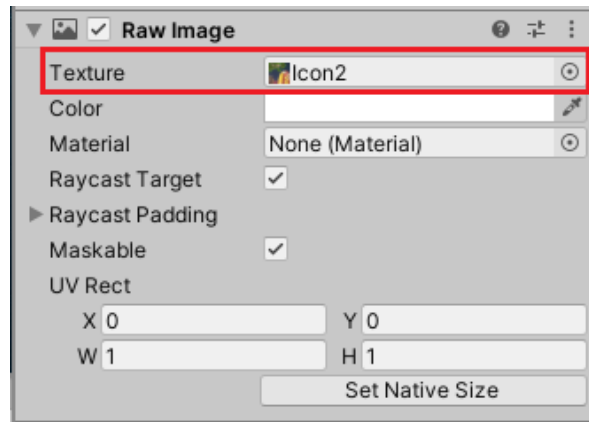 Raw Image
Texture Icon2
Color
Material None (Material)
Raycast Target
Raycast Padding
Maskable
UV Rect
X 0 Y 0
W 1 H 1
Set Native Size